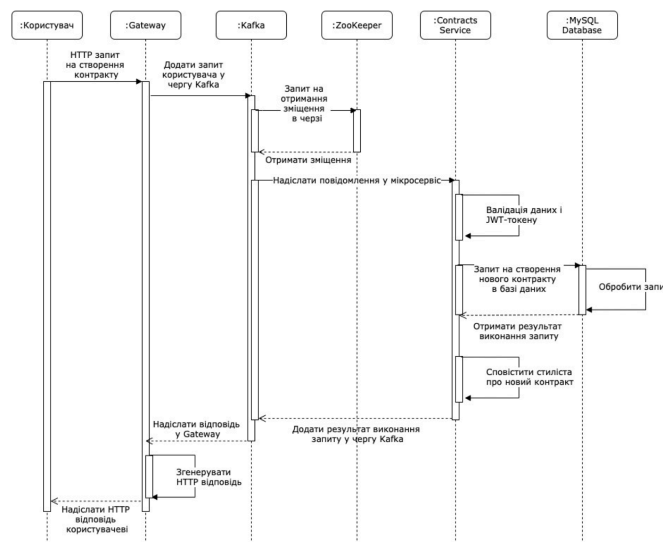 :Користувач
:Gateway
:Kafka
:ZooKeeper
:Contracts
Service
:MySQL
Database
HTTP запит
на створення
контракту
Додати запит
користувача у
чергу Kafka
Запит на
отримання
зміщення
в черзі
Отримати зміщення
Надіслати повідомлення у мікросервіс
Валідація даних і
JWT-токену
Запит на створення
нового контракту
в базі даних
Обробити запи
Отримати результат
виконання запиту
Сповістити стиліста
про новий контракт
Додати результат виконання
запиту у чергу Kafka
Надіслати відповідь
у Gateway
Згенерувати
HTTP відповідь
Надіслати HTTP
відповідь
користувачеві